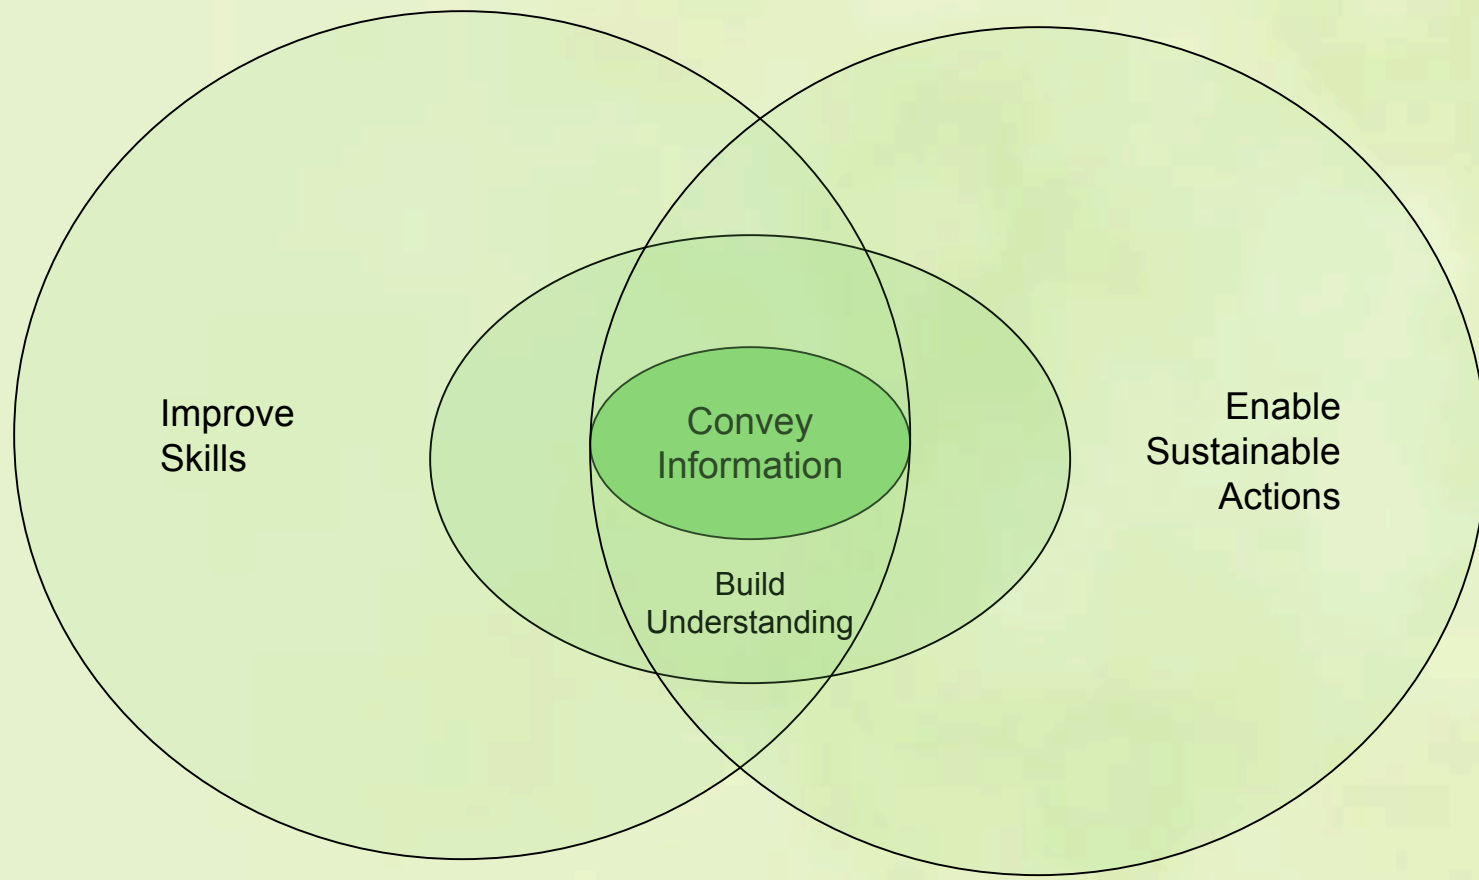 Improve
Skills
Convey
Information
Build
Understanding
Enable
Sustainable
Actions